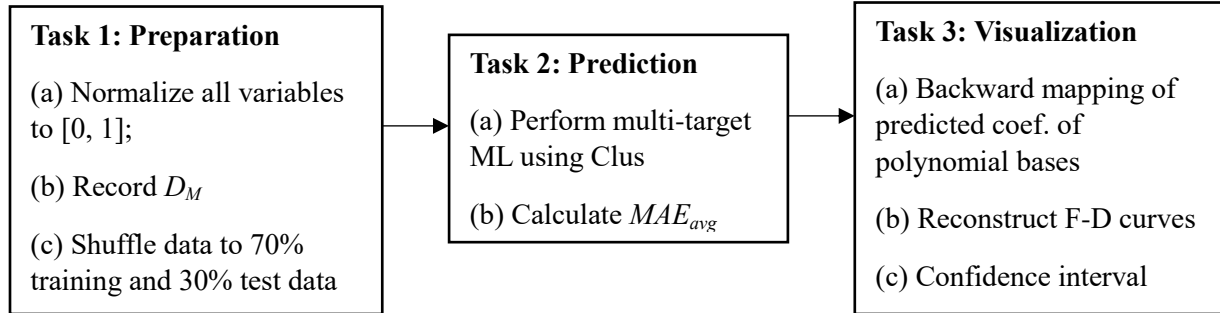 Task 1: Preparation
(a) Normalize all variables
to [0, 1];
(b) Record D_M
(c) Shuffle data to 70%
training and 30% test data
Task 2: Prediction
(a) Perform multi-target
ML using Clus
(b) Calculate MAE_avg
Task 3: Visualization
(a) Backward mapping of
predicted coef. of
polynomial bases
(b) Reconstruct F-D curves
(c) Confidence interval